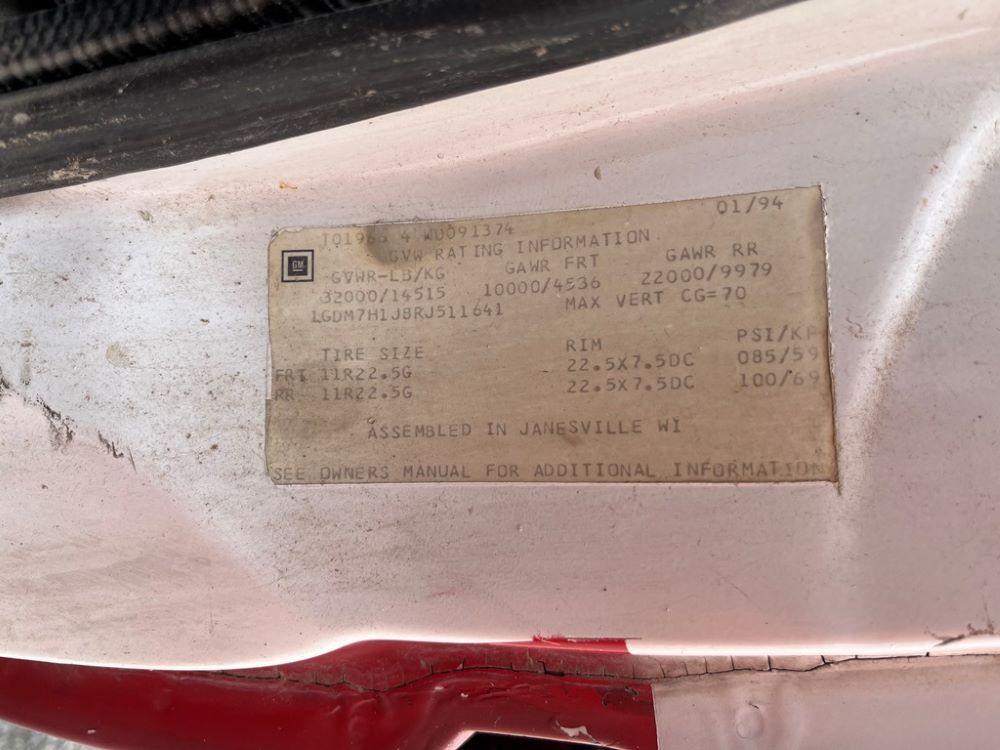 01/94
GVW RATING INFORMATION
GM
GVWR-LB/KG GAWR FRT GAWR RR
32000/14515 10000/4536 22000/9979
1GDM7H1J8RJ511641 MAX VERT CG=70
TIRE SIZE RIM PSI/KP
FRT 11R22.5G 22.5X7.5DC 085/59
RR 11R22.5G 22.5X7.5DC 100/69
ASSEMBLED IN JANESVILLE WI
SEE OWNERS MANUAL FOR ADDITIONAL INFORMATION